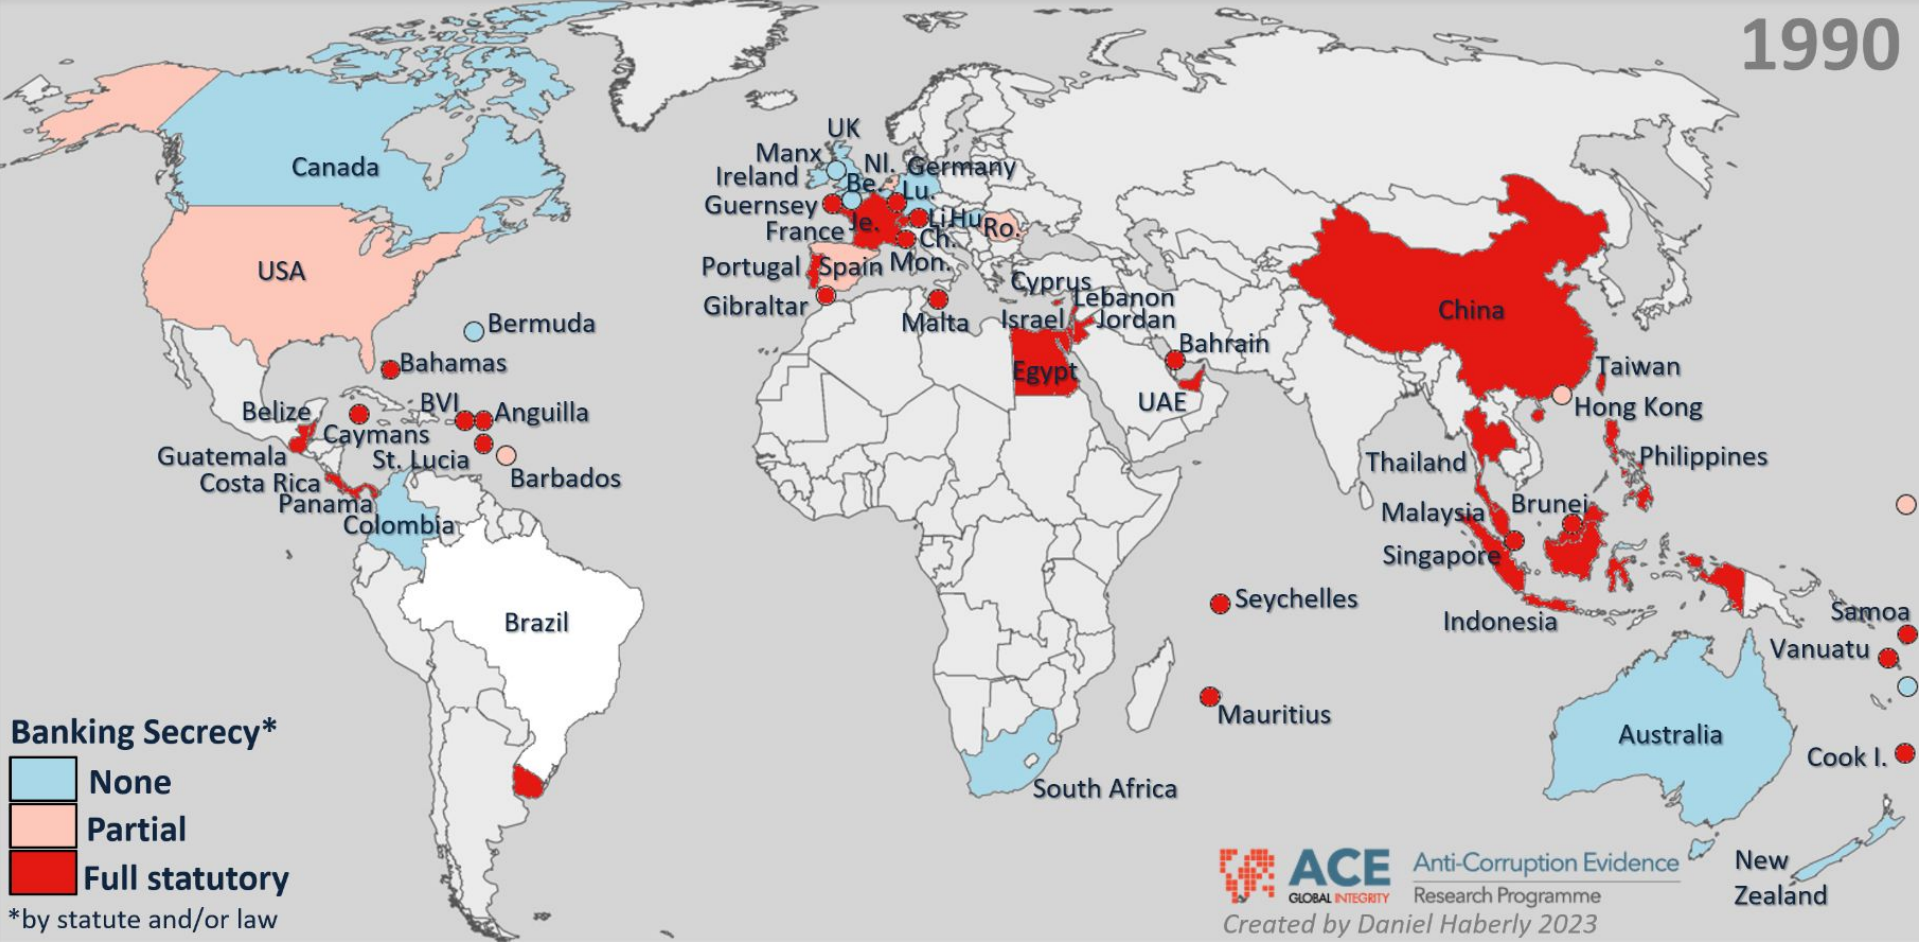 1990
UK
Manx
Nl.
Germany
Ireland
Be.
Lu.
Canada
Guernsey
Je.
Li
Hu
Ro.
France
Ch.
USA
Portugal
Spain
Mon.
Cyprus
Gibraltar
Lebanon
Malta
Israel
Jordan
China
Bermuda
Bahrain
Bahamas
Egypt
Taiwan
BVI
Anguilla
UAE
Belize
Hong Kong
Caymans
Guatemala
St. Lucia
Thailand
Philippines
Costa Rica
Barbados
Panama
Malaysia
Brunei
Colombia
Singapore
Seychelles
Brazil
Indonesia
Samoa
Vanuatu
Mauritius
Australia
Cook I.
South Africa
New
Zealand
Banking Secrecy*
None
Partial
Full statutory
*by statute and/or law
ACE
GLOBAL INTEGRITY
Anti-Corruption Evidence
Research Programme
Created by Daniel Haberly 2023